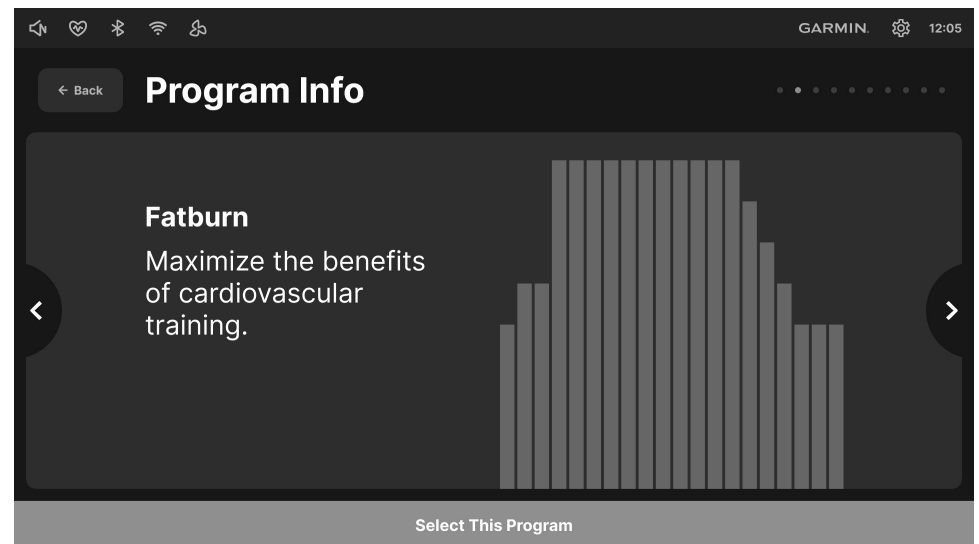 GARMIN.
12:05
Back
Program Info
Fatburn
Maximize the benefits
of cardiovascular
training.
Select This Program